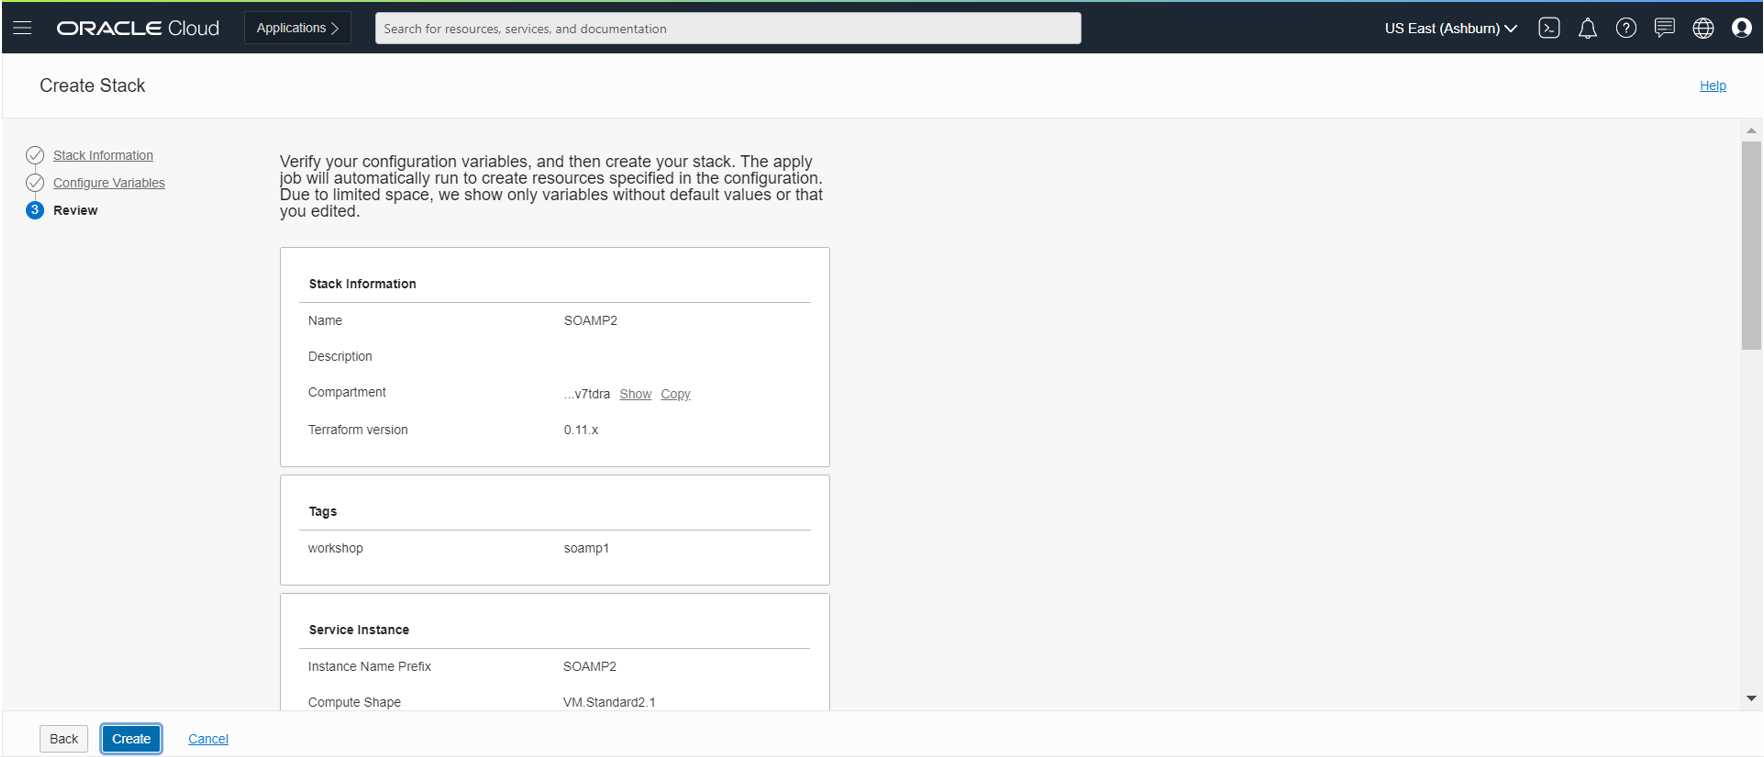 ORACLE Cloud
Applications
Search for resources, services, and documentation
US East (Ashburn)
Create Stack
Help
Stack Information
Configure Variables
3 Review
Verify your configuration variables, and then create your stack. The apply
job will automatically run to create resources specified in the configuration.
Due to limited space, we show only variables without default values or that
you edited.
Stack Information
Name SOAMP2
Description
Compartment ...v7tdra Show Copy
Terraform version 0.11.x
Tags
workshop soamp1
Service Instance
Instance Name Prefix SOAMP2
Compute Shape VM.Standard2.1
Back Create Cancel